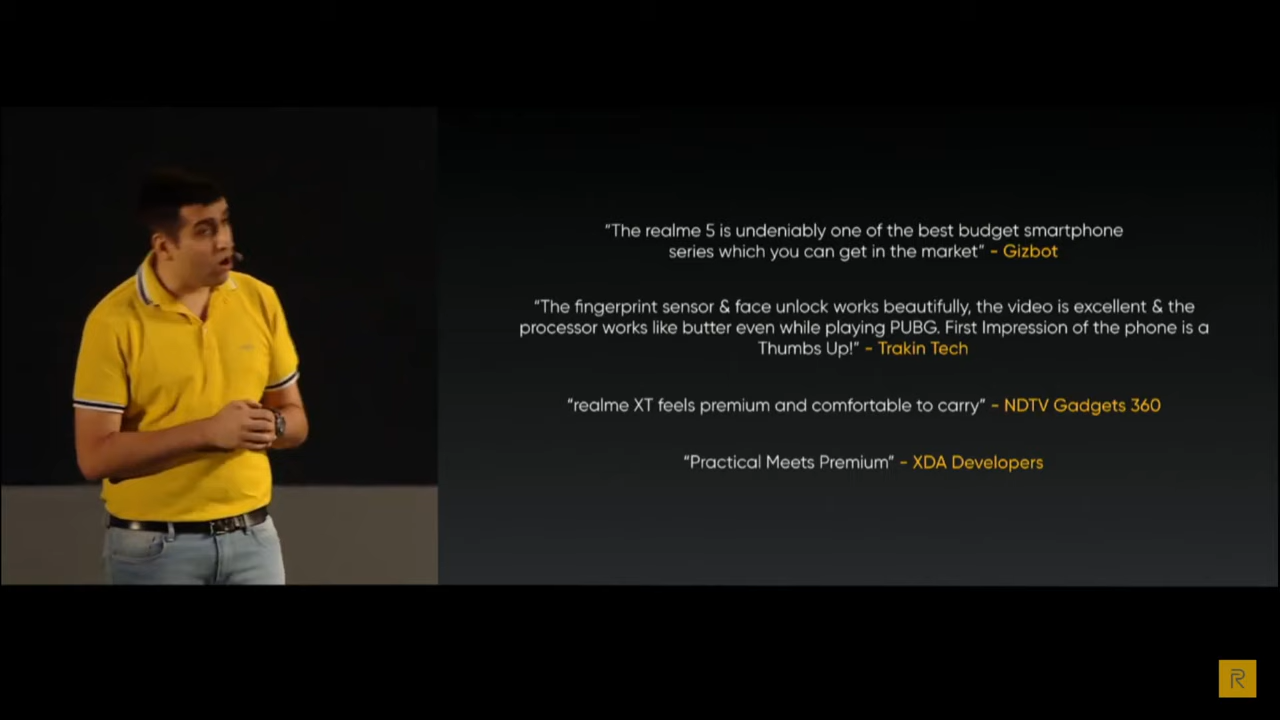 “The realme 5 is undeniably one of the best budget smartphone
series which you can get in the market” - Gizbot
“The fingerprint sensor & face unlock works beautifully, the video is excellent & the
processor works like butter even while playing PUBG. First Impression of the phone is a
Thumbs Up!” - Trakin Tech
“realme XT feels premium and comfortable to carry” - NDTV Gadgets 360
“Practical Meets Premium” - XDA Developers
R